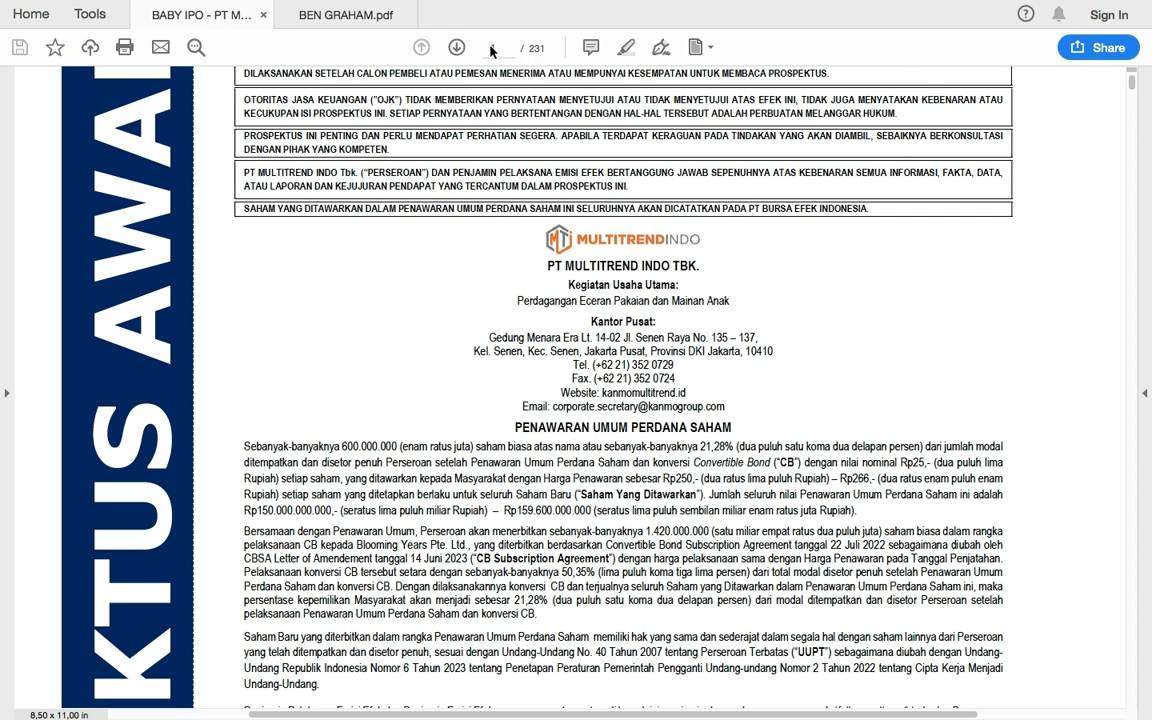 Home Tools BABY IPO - PT M... × BEN GRAHAM.pdf Sign In
/ 231 Share
KTUS AWAL
DILAKSANAKAN SETELAH CALON PEMBELI ATAU PEMESAN MENERIMA ATAU MEMPUNYAI KESEMPATAN UNTUK MEMBACA PROSPEKTUS.
OTORITAS JASA KEUANGAN ("OJK") TIDAK MEMBERIKAN PERNYATAAN MENYETUJUI ATAU TIDAK MENYETUJUI ATAS EFEK INI, TIDAK JUGA MENYATAKAN KEBENARAN ATAU
KECUKUPAN ISI PROSPEKTUS INI. SETIAP PERNYATAAN YANG BERTENTANGAN DENGAN HAL-HAL TERSEBUT ADALAH PERBUATAN MELANGGAR HUKUM.
PROSPEKTUS INI PENTING DAN PERLU MENDAPAT PERHATIAN SEGERA. APABILA TERDAPAT KERAGUAN PADA TINDAKAN YANG AKAN DIAMBIL, SEBAIKNYA BERKONSULTASI
DENGAN PIHAK YANG KOMPETEN.
PT MULTITREND INDO Tbk. ("PERSEROAN") DAN PENJAMIN PELAKSANA EMISI EFEK BERTANGGUNG JAWAB SEPENUHNYA ATAS KEBENARAN SEMUA INFORMASI, FAKTA, DATA,
ATAU LAPORAN DAN KEJUJURAN PENDAPAT YANG TERCANTUM DALAM PROSPEKTUS INI.
SAHAM YANG DITAWARKAN DALAM PENAWARAN UMUM PERDANA SAHAM INI SELURUHNYA AKAN DICATATKAN PADA PT BURSA EFEK INDONESIA.
MULTITRENDINDO
PT MULTITREND INDO TBK.
Kegiatan Usaha Utama:
Perdagangan Eceran Pakaian dan Mainan Anak
Kantor Pusat:
Gedung Menara Era Lt. 14-02 Jl. Senen Raya No. 135 – 137,
Kel. Senen, Kec. Senen, Jakarta Pusat, Provinsi DKI Jakarta, 10410
Tel. (+62 21) 352 0729
Fax. (+62 21) 352 0724
Website: kanmomultitrend.id
Email: corporate.secretary@kanmogroup.com
PENAWARAN UMUM PERDANA SAHAM
Sebanyak-banyaknya 600.000.000 (enam ratus juta) saham biasa atas nama atau sebanyak-banyaknya 21,28% (dua puluh satu koma dua delapan persen) dari jumlah modal
ditempatkan dan disetor penuh Perseroan setelah Penawaran Umum Perdana Saham dan konversi Convertible Bond ("CB") dengan nilai nominal Rp25,- (dua puluh lima
Rupiah) setiap saham, yang ditawarkan kepada Masyarakat dengan Harga Penawaran sebesar Rp250,- (dua ratus lima puluh Rupiah) – Rp266,- (dua ratus enam puluh enam
Rupiah) setiap saham yang ditetapkan berlaku untuk seluruh Saham Baru ("Saham Yang Ditawarkan"). Jumlah seluruh nilai Penawaran Umum Perdana Saham ini adalah
Rp150.000.000.000,- (seratus lima puluh miliar Rupiah) – Rp159.600.000.000 (seratus lima puluh sembilan miliar enam ratus juta Rupiah).
Bersamaan dengan Penawaran Umum, Perseroan akan menerbitkan sebanyak-banyaknya 1.420.000.000 (satu miliar empat ratus dua puluh juta) saham biasa dalam rangka
pelaksanaan CB kepada Blooming Years Pte. Ltd., yang diterbitkan berdasarkan Convertible Bond Subscription Agreement tanggal 22 Juli 2022 sebagaimana diubah oleh
CBSA Letter of Amendement tanggal 14 Juni 2023 ("CB Subscription Agreement") dengan harga pelaksanaan sama dengan Harga Penawaran pada Tanggal Penjatahan.
Pelaksanaan konversi CB tersebut setara dengan sebanyak-banyaknya 50,35% (lima puluh koma tiga lima persen) dari total modal disetor penuh setelah Penawaran Umum
Perdana Saham dan konversi CB. Dengan dilaksanakannya konversi CB dan terjualnya seluruh Saham yang Ditawarkan dalam Penawaran Umum Perdana Saham ini, maka
persentase kepemilikan Masyarakat akan menjadi sebesar 21,28% (dua puluh satu koma dua delapan persen) dari modal ditempatkan dan disetor Perseroan setelah
pelaksanaan Penawaran Umum Perdana Saham dan konversi CB.
Saham Baru yang diterbitkan dalam rangka Penawaran Umum Perdana Saham memiliki hak yang sama dan sederajat dalam segala hal dengan saham lainnya dari Perseroan
yang telah ditempatkan dan disetor penuh, sesuai dengan Undang-Undang No. 40 Tahun 2007 tentang Perseroan Terbatas ("UUPT") sebagaimana diubah dengan Undang-
Undang Republik Indonesia Nomor 6 Tahun 2023 tentang Penetapan Peraturan Pemerintah Pengganti Undang-undang Nomor 2 Tahun 2022 tentang Cipta Kerja Menjadi
Undang-Undang.
8,50 x 11,00 in